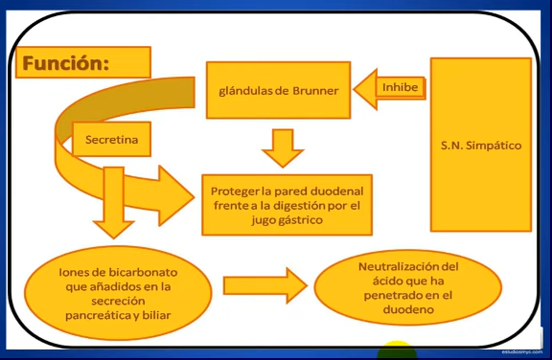 Función:
glándulas de Brunner
Inhibe
S.N. Simpático
Secretina
Proteger la pared duodenal
frente a la digestión por el
jugo gástrico
Iones de bicarbonato
que añadidos en la
secreción
pancreática y biliar
Neutralización del
ácido que ha
penetrado en el
duodeno